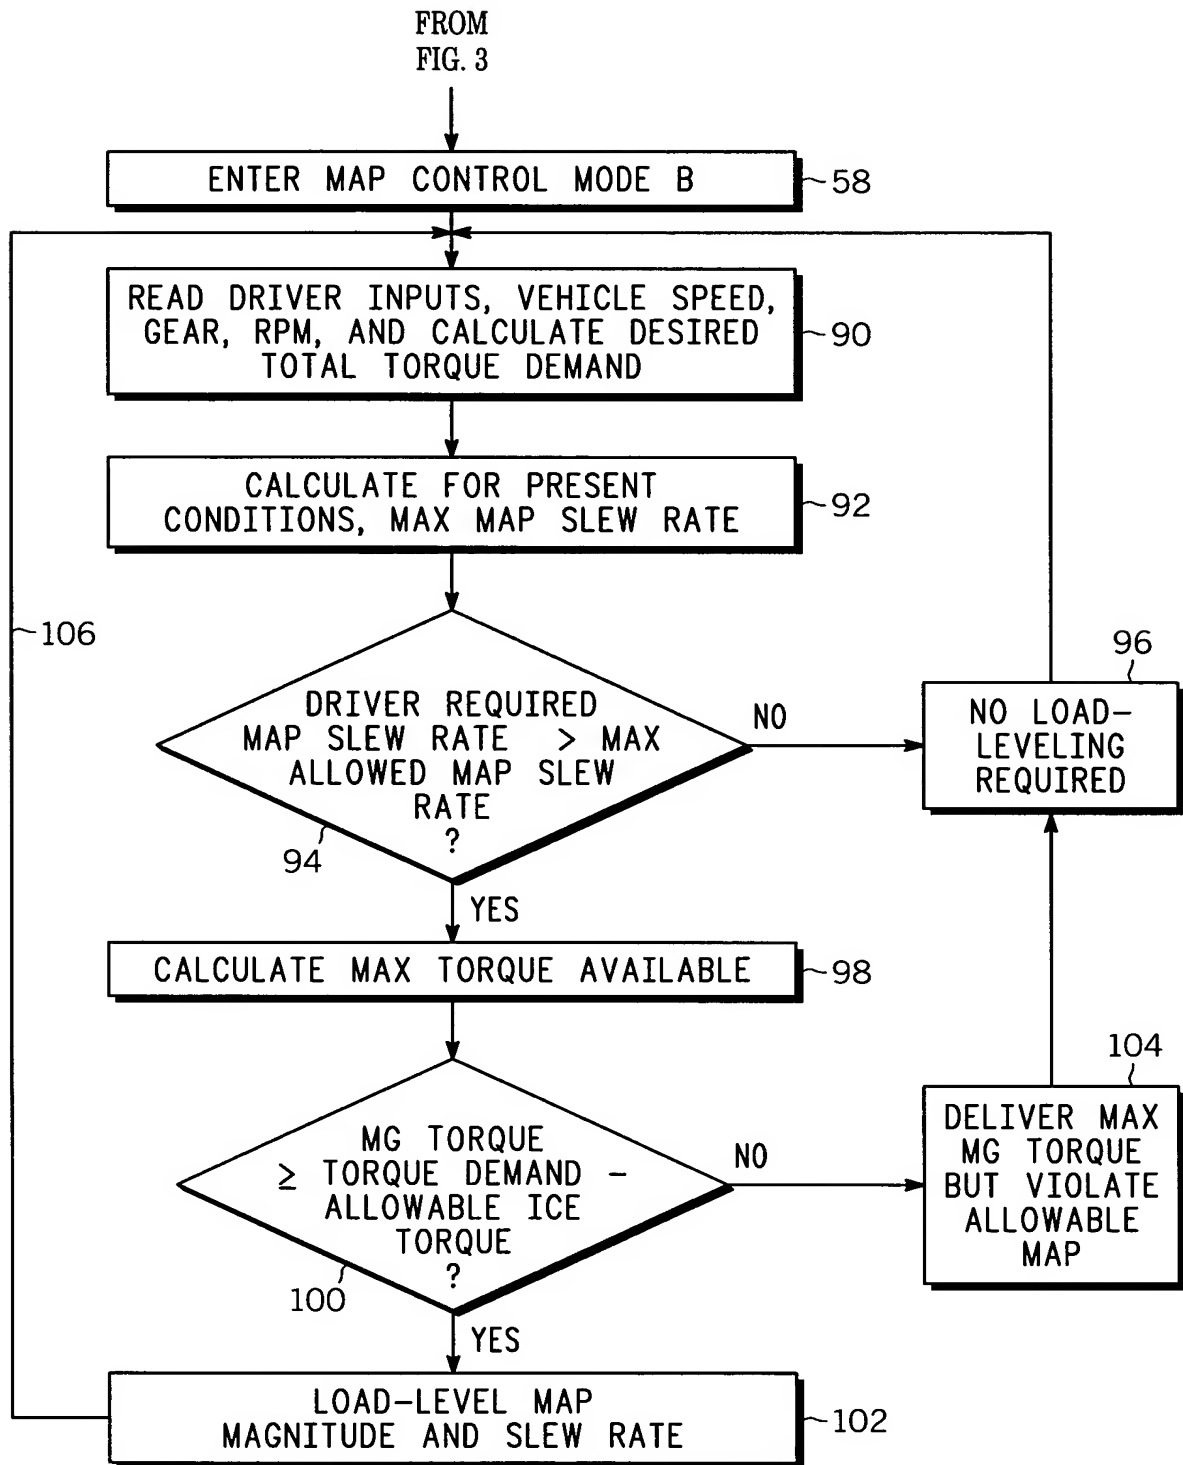 FROM
FIG. 3
ENTER MAP CONTROL MODE B
58
READ DRIVER INPUTS, VEHICLE SPEED,
GEAR, RPM, AND CALCULATE DESIRED
TOTAL TORQUE DEMAND
90
CALCULATE FOR PRESENT
CONDITIONS, MAX MAP SLEW RATE
92
106
DRIVER REQUIRED
MAP SLEW RATE > MAX
ALLOWED MAP SLEW
RATE
?
94
NO
96
NO LOAD-
LEVELING
REQUIRED
YES
CALCULATE MAX TORQUE AVAILABLE
98
MG TORQUE
≥ TORQUE DEMAND -
ALLOWABLE ICE
TORQUE
?
100
NO
104
DELIVER MAX
MG TORQUE
BUT VIOLATE
ALLOWABLE
MAP
YES
LOAD-LEVEL MAP
MAGNITUDE AND SLEW RATE
102